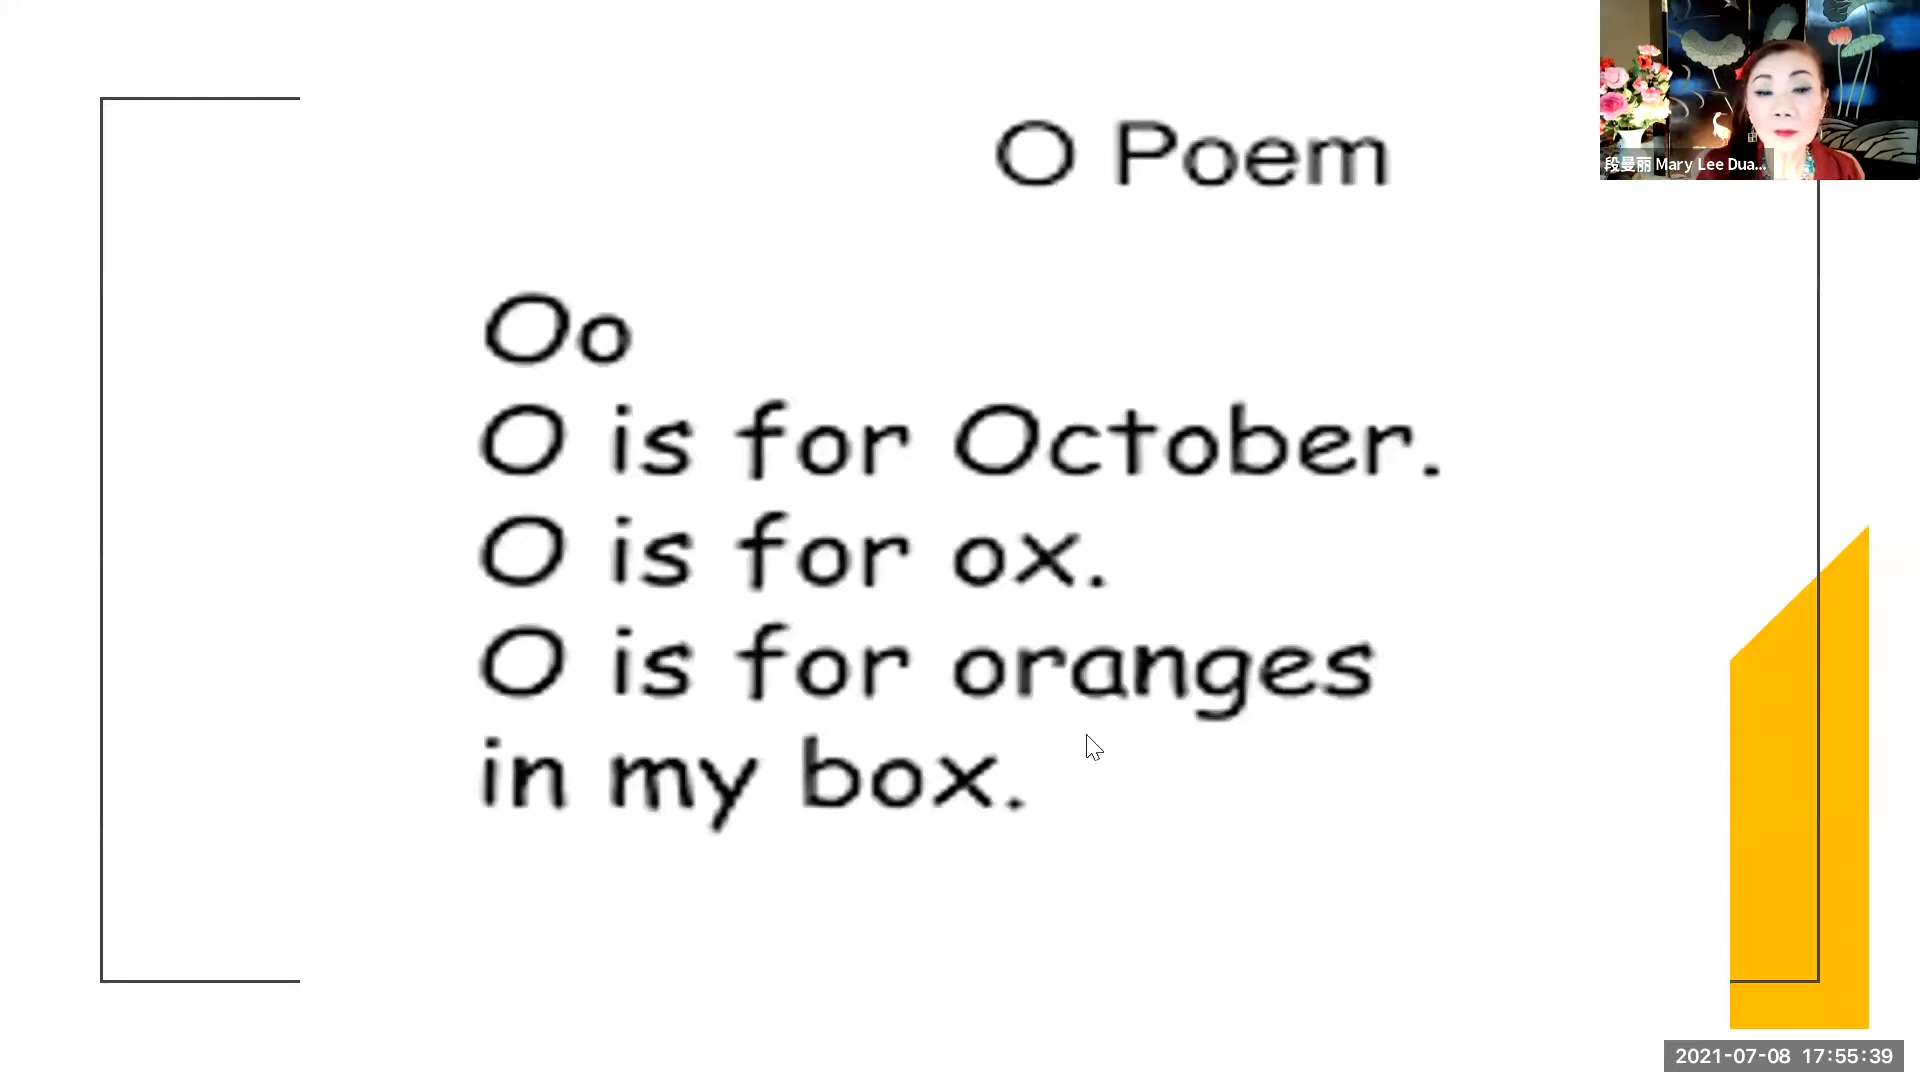 O Poem
段曼丽 Mary Lee Dua...
Oo
O is for October.
O is for ox.
O is for oranges
in my box.
2021-07-08 17:55:39